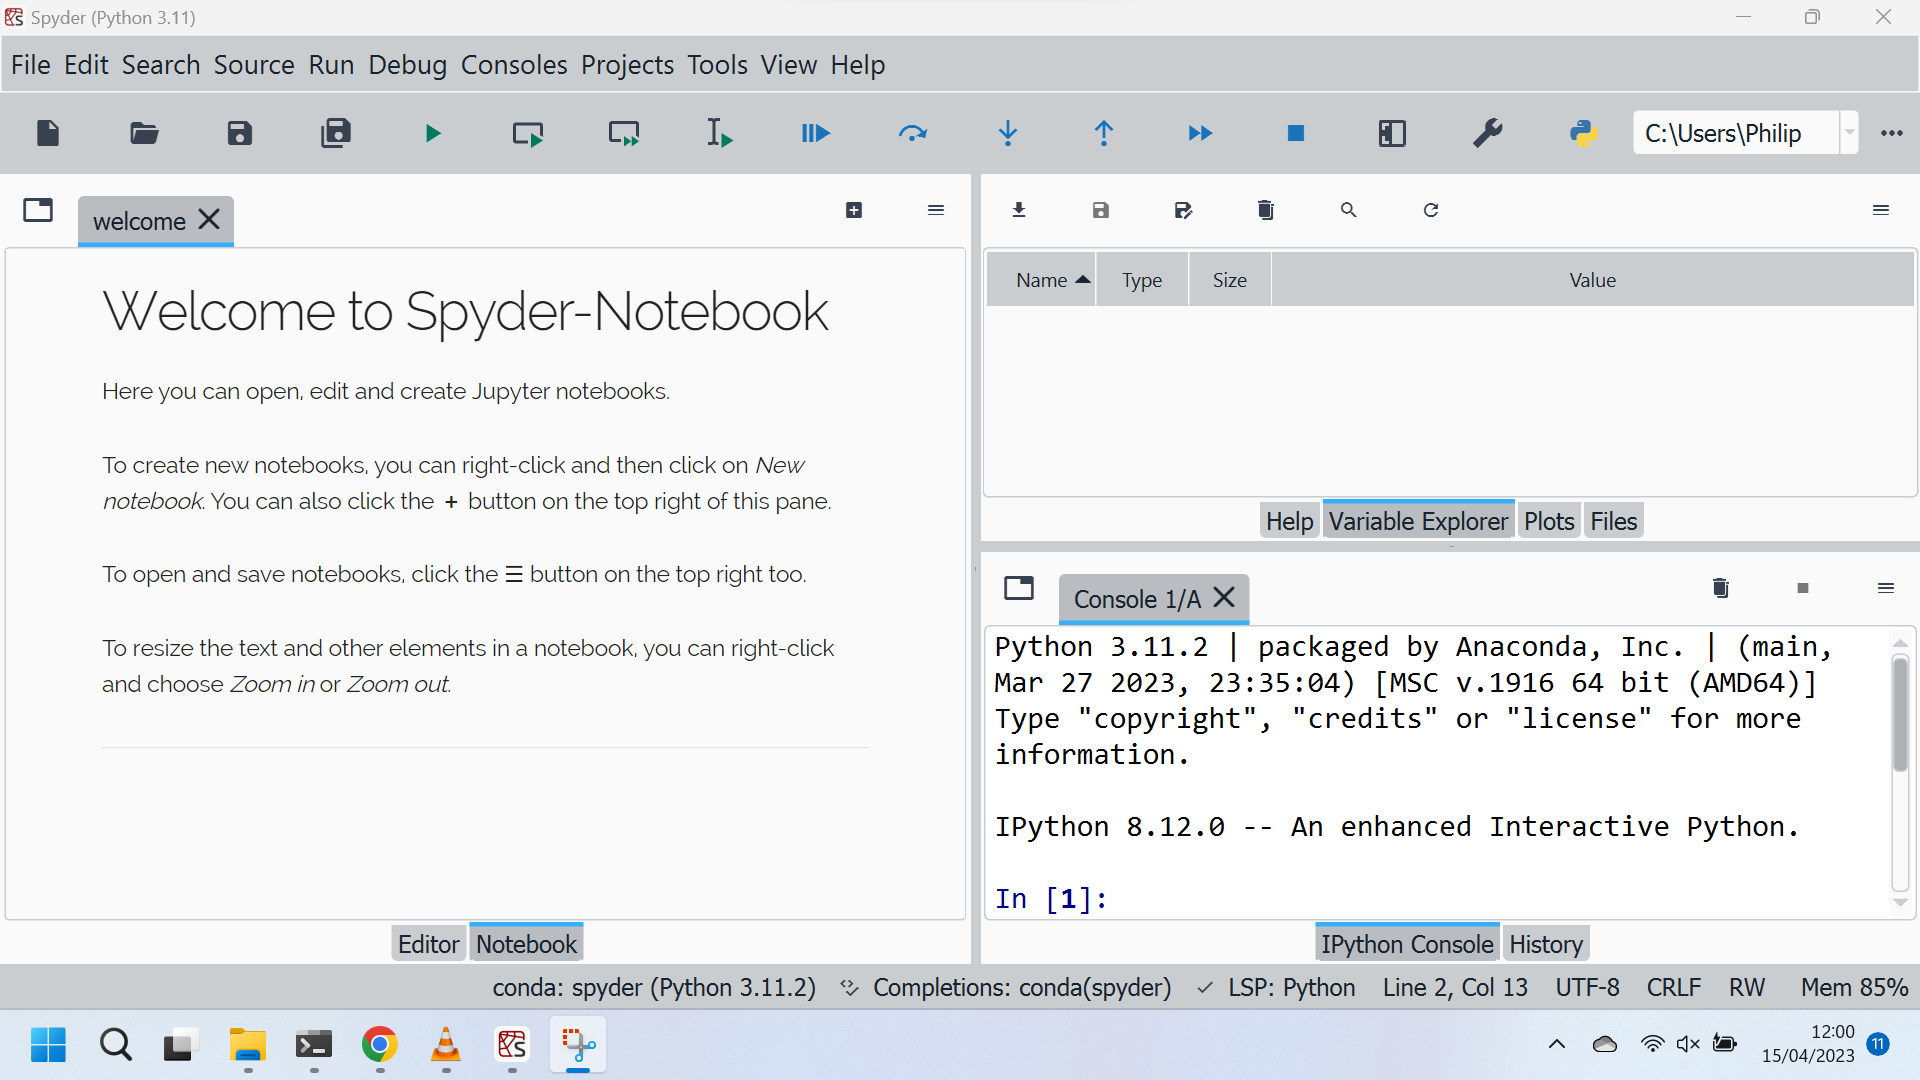 Spyder (Python 3.11)
File Edit Search Source Run Debug Consoles Projects Tools View Help
C:\Users\Philip
welcome
Welcome to Spyder-Notebook
Here you can open, edit and create Jupyter notebooks.
To create new notebooks, you can right-click and then click on New
notebook. You can also click the + button on the top right of this pane.
To open and save notebooks, click the ☰ button on the top right too.
To resize the text and other elements in a notebook, you can right-click
and choose Zoom in or Zoom out.
Editor Notebook
Name Type Size Value
Help Variable Explorer Plots Files
Console 1/A
Python 3.11.2 | packaged by Anaconda, Inc. | (main,
Mar 27 2023, 23:35:04) [MSC v.1916 64 bit (AMD64)]
Type "copyright", "credits" or "license" for more
information.
IPython 8.12.0 -- An enhanced Interactive Python.
In [1]:
IPython Console History
conda: spyder (Python 3.11.2) Completions: conda(spyder) ✓ LSP: Python Line 2, Col 13 UTF-8 CRLF RW Mem 85%
12:00
15/04/2023
11